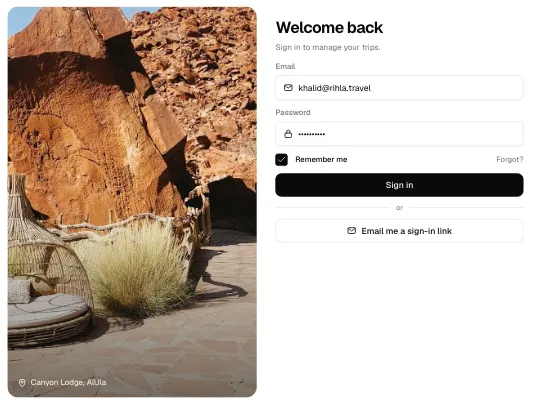 Welcome back
Sign in to manage your trips.
Email
khalid@rihla.travel
Password
••••••••••
Remember me
Forgot?
Sign in
or
Email me a sign-in link
Canyon Lodge, AlUla